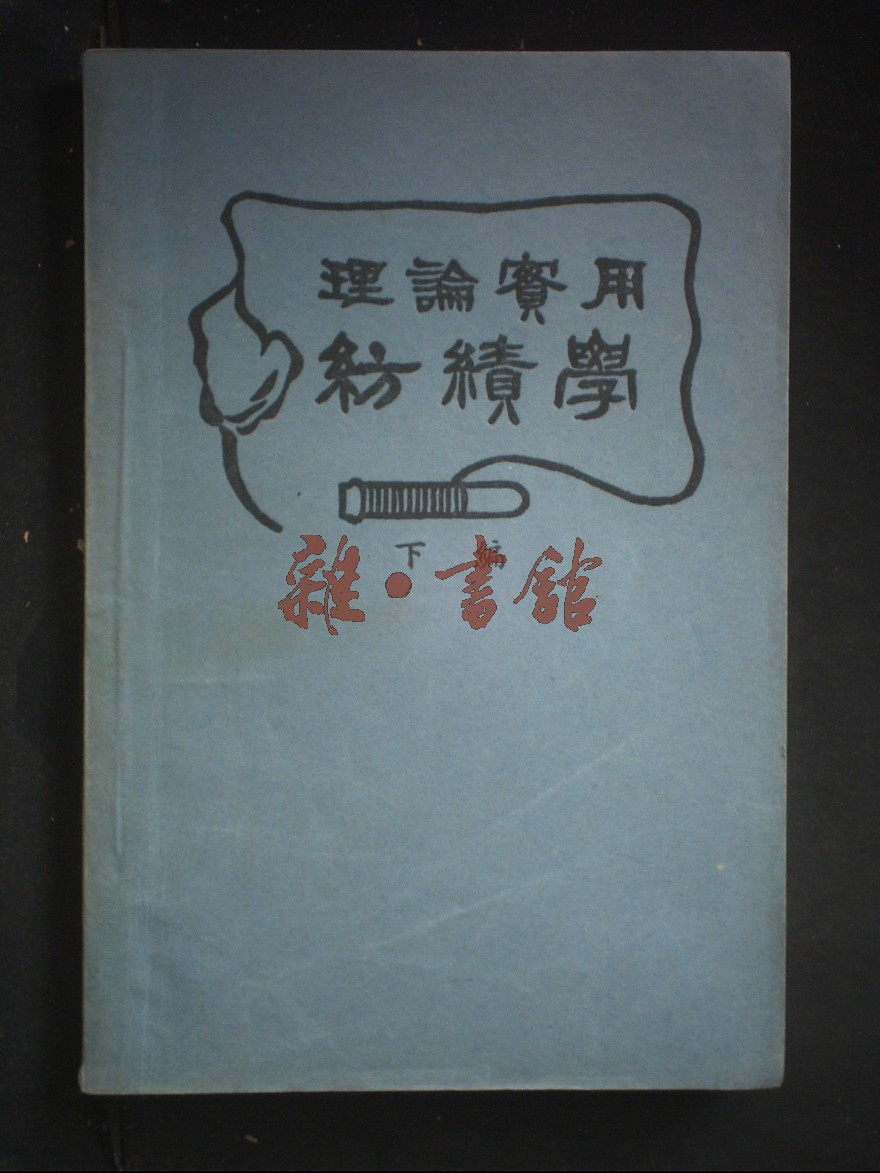 理論實用
紡績學
下編
雜·書館